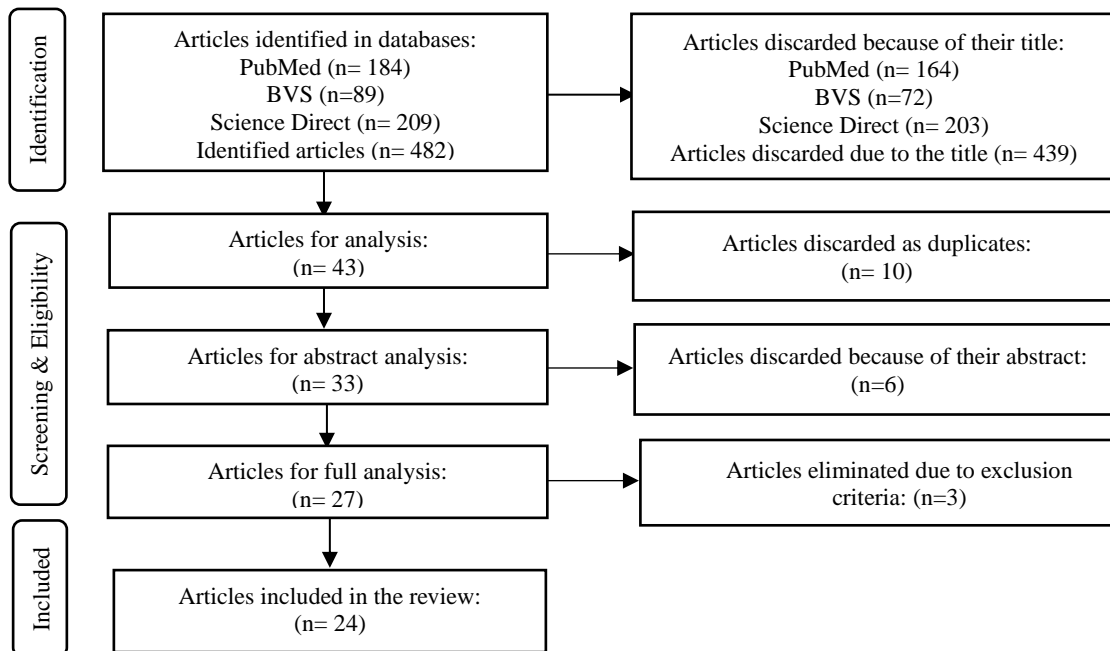 Identification
Articles identified in databases:
PubMed (n= 184)
BVS (n=89)
Science Direct (n= 209)
Identified articles (n= 482)
Articles discarded because of their title:
PubMed (n= 164)
BVS (n=72)
Science Direct (n= 203)
Articles discarded due to the title (n= 439)
Screening & Eligibility
Articles for analysis:
(n= 43)
Articles discarded as duplicates:
(n= 10)
Articles for abstract analysis:
(n= 33)
Articles discarded because of their abstract:
(n=6)
Articles for full analysis:
(n= 27)
Articles eliminated due to exclusion
criteria: (n=3)
Included
Articles included in the review:
(n= 24)